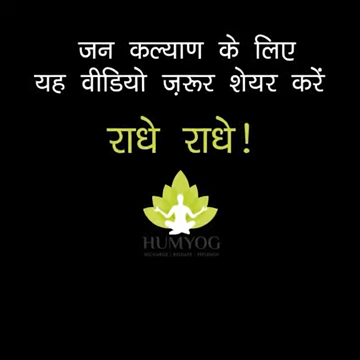 जन कल्याण के लिए
यह वीडियो ज़रूर शेयर करें
राधे राधे!
HUMYOG